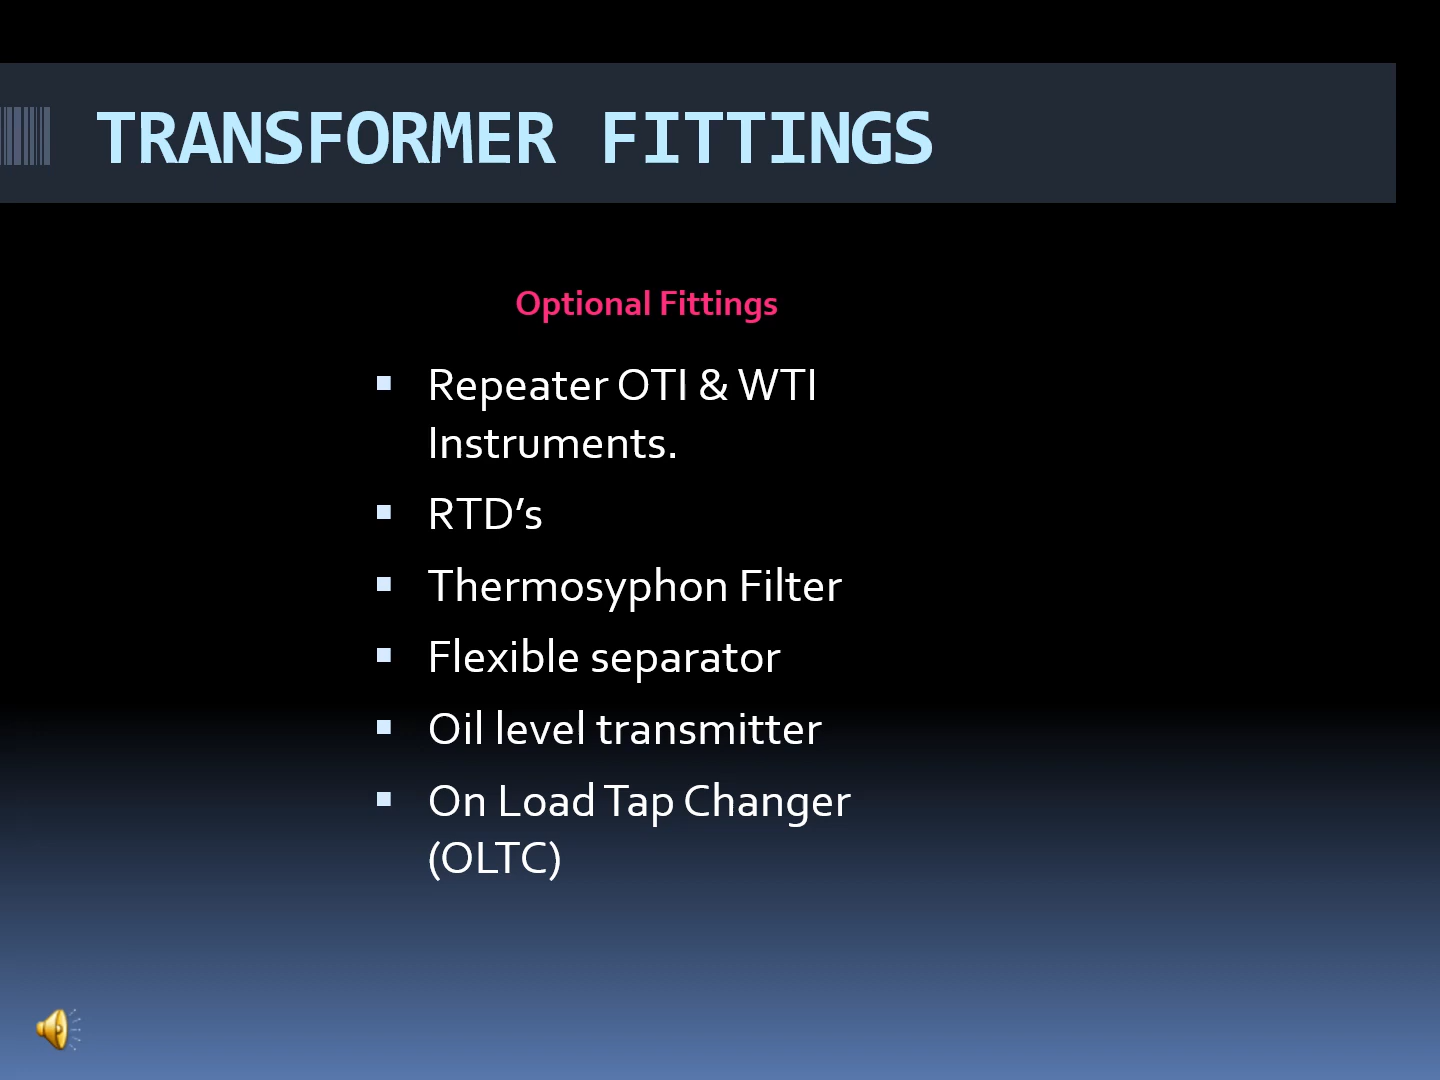 TRANSFORMER FITTINGS
Optional Fittings
Repeater OTI & WTI
Instruments.
RTD’s
Thermosyphon Filter
Flexible separator
Oil level transmitter
On Load Tap Changer
(OLTC)